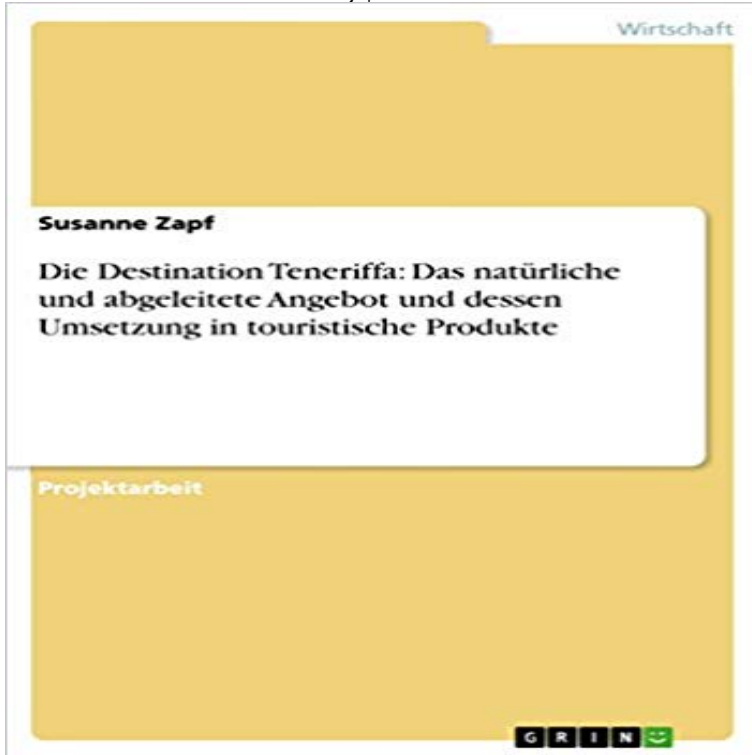 Wirtschaft
Susanne Zapf
Die Destination Teneriffa: Das natürliche
und abgeleitete Angebot und dessen
Umsetzung in touristische Produkte
Projektarbeit
GRIN